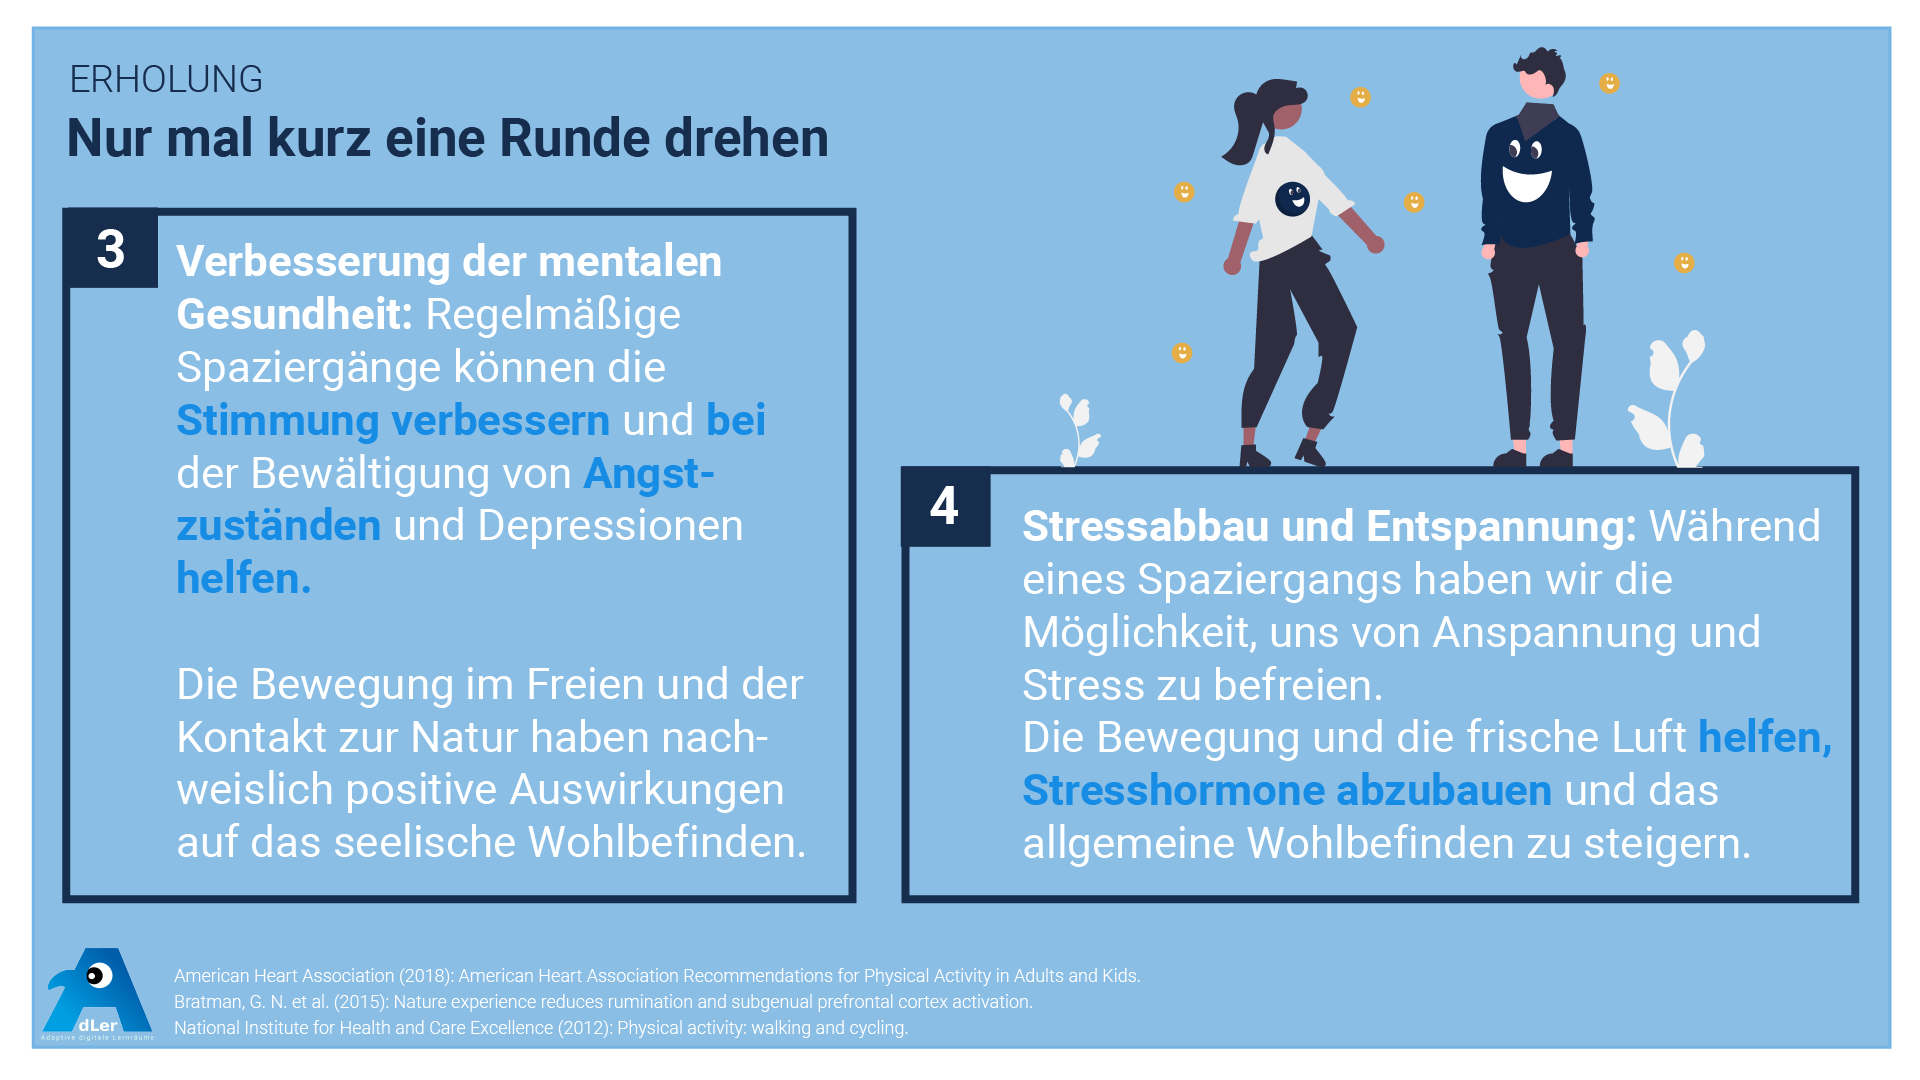 ERHOLUNG
Nur mal kurz eine Runde drehen
3
Verbesserung der mentalen
Gesundheit: Regelmäßige
Spaziergänge können die
Stimmung verbessern und bei
der Bewältigung von Angst-
zuständen und Depressionen
helfen.
Die Bewegung im Freien und der
Kontakt zur Natur haben nach-
weislich positive Auswirkungen
auf das seelische Wohlbefinden.
4
Stressabbau und Entspannung: Während
eines Spaziergangs haben wir die
Möglichkeit, uns von Anspannung und
Stress zu befreien.
Die Bewegung und die frische Luft helfen,
Stresshormone abzubauen und das
allgemeine Wohlbefinden zu steigern.
dLer
Adaptive digitale Lernräume
American Heart Association (2018): American Heart Association Recommendations for Physical Activity in Adults and Kids.
Bratman, G. N. et al. (2015): Nature experience reduces rumination and subgenual prefrontal cortex activation.
National Institute for Health and Care Excellence (2012): Physical activity: walking and cycling.